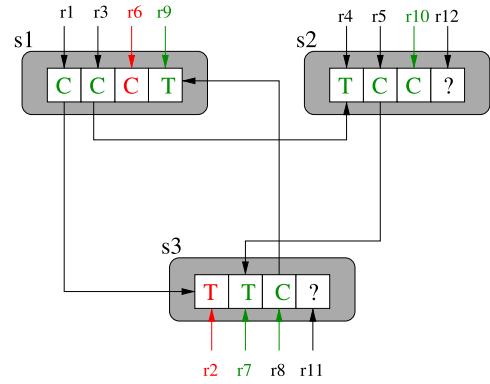 r1 r3 r6 r9
r4 r5 r10 r12
s1
s2
C C C T
T C C ?
s3
T T C ?
r2 r7 r8 r11